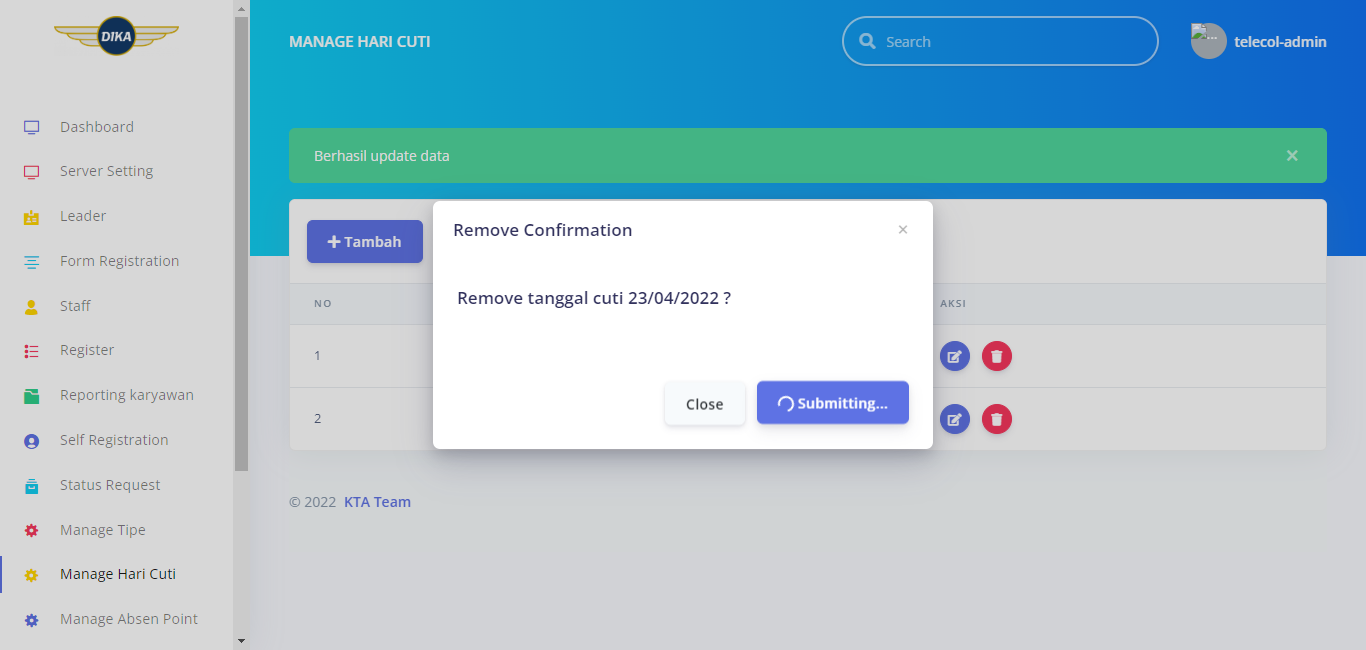 DIKA
MANAGE HARI CUTI
Search
telecol-admin
Dashboard
Server Setting
Leader
Form Registration
Staff
Register
Reporting karyawan
Self Registration
Status Request
Manage Tipe
Manage Hari Cuti
Manage Absen Point
Berhasil update data
×
Tambah
NO
AKSI
1
2
Remove Confirmation
×
Remove tanggal cuti 23/04/2022 ?
Close
Submitting...
© 2022 KTA Team